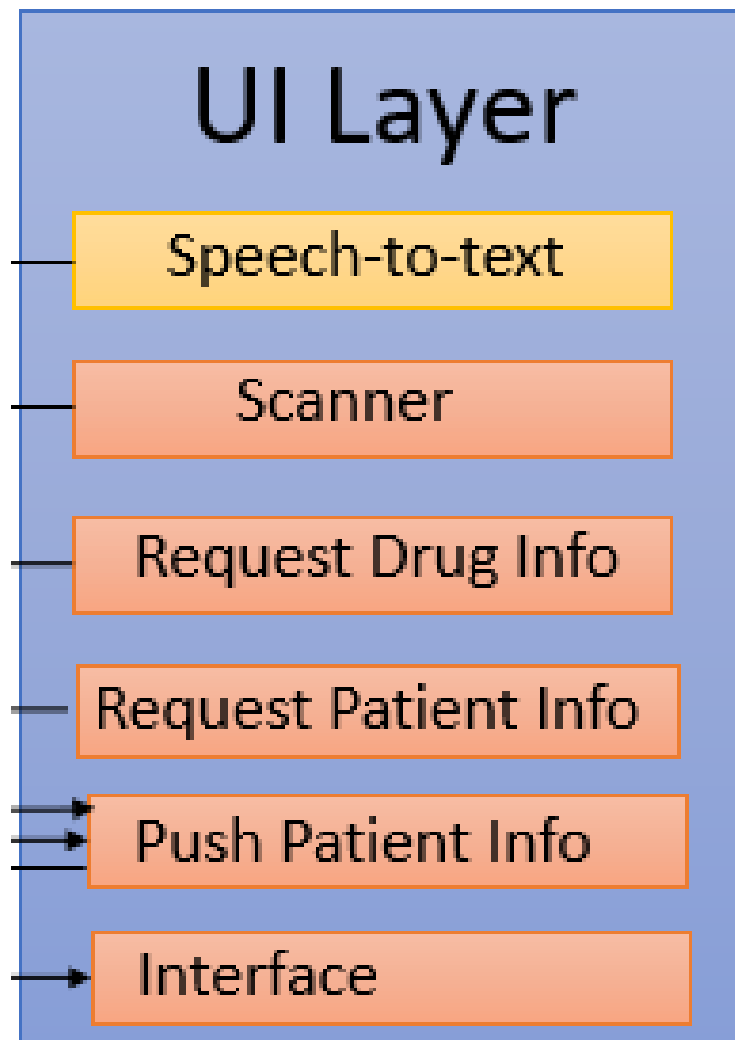 UI Layer
Speech-to-text
Scanner
Request Drug Info
Request Patient Info
Push Patient Info
Interface